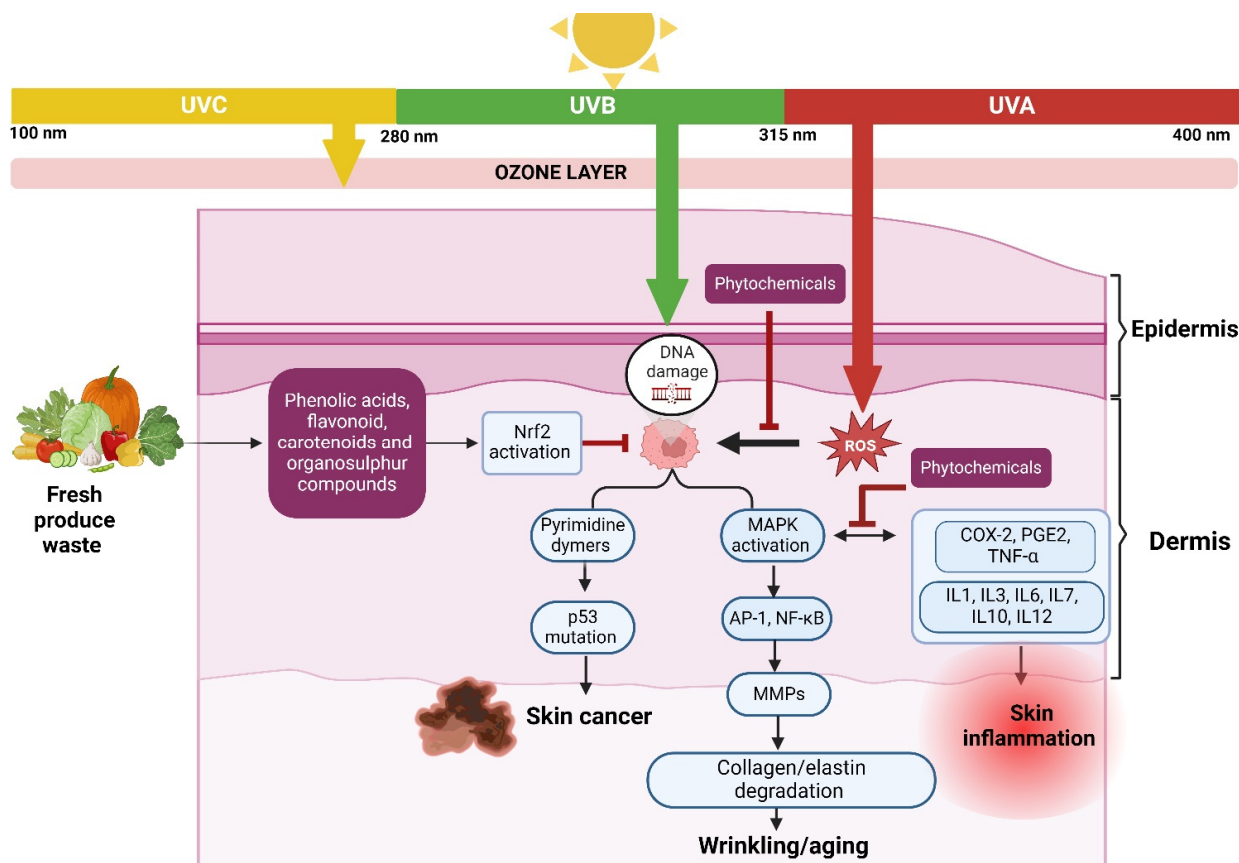 UVC
UVB
UVA
100 nm
280 nm
315 nm
400 nm
OZONE LAYER
Phytochemicals
Epidermis
DNA
damage
Phenolic acids,
flavonoid,
carotenoids and
organosulphur
compounds
Nrf2
activation
ROS
Phytochemicals
Fresh
produce
waste
Pyrimidine
dymers
MAPK
activation
COX-2, PGE2,
TNF-α
Dermis
IL1, IL3, IL6, IL7,
IL10, IL12
p53
mutation
AP-1, NF-κB
MMPs
Skin cancer
Skin
inflammation
Collagen/elastin
degradation
Wrinkling/aging